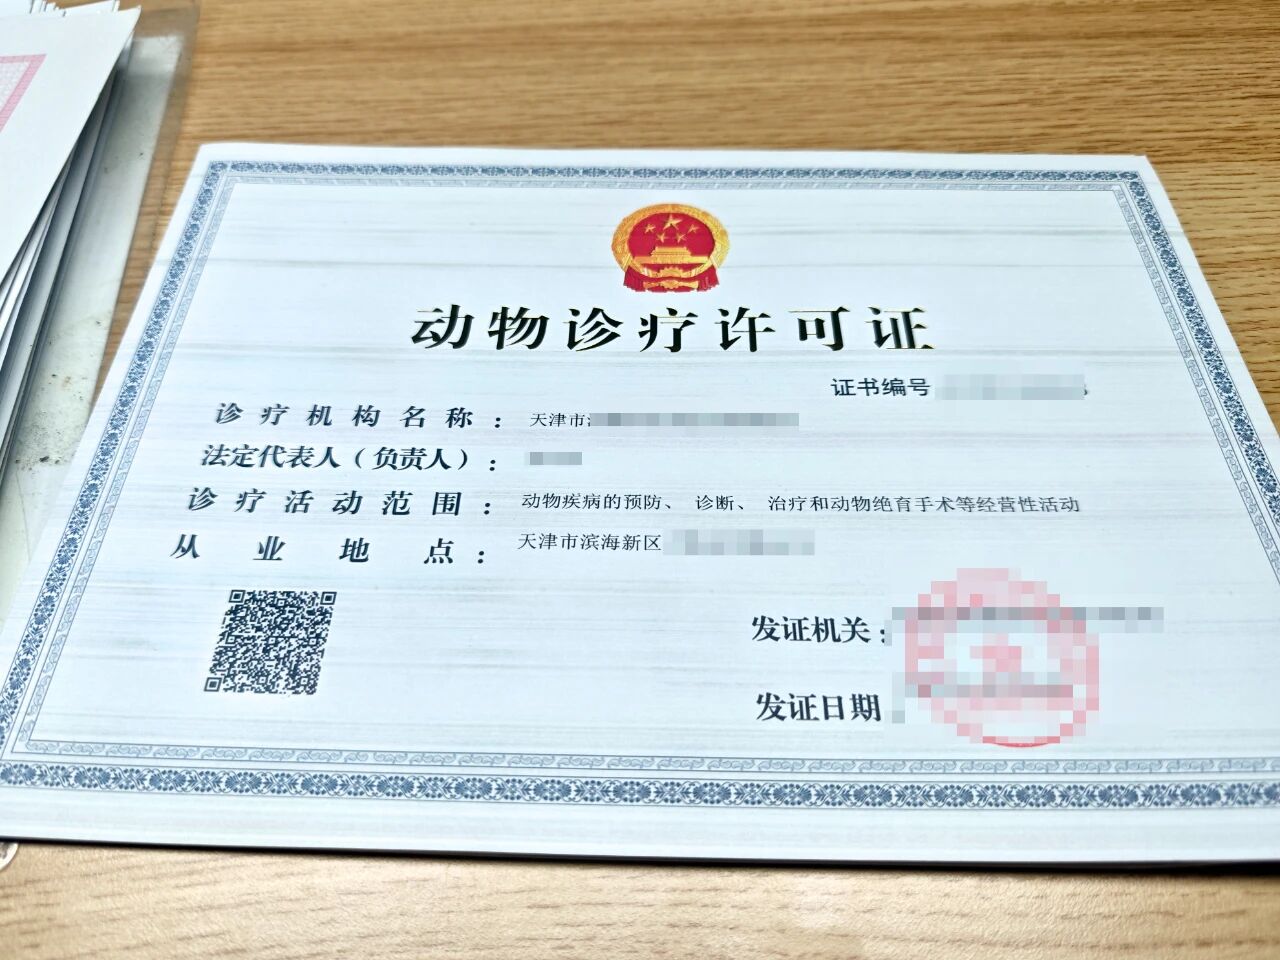 动物诊疗许可证
证书编号
诊疗机构名称：天津市
法定代表人（负责人）：
诊疗活动范围：动物疾病的预防、诊断、治疗和动物绝育手术等经营性活动
从业地点：天津市滨海新区
发证机关：
发证日期